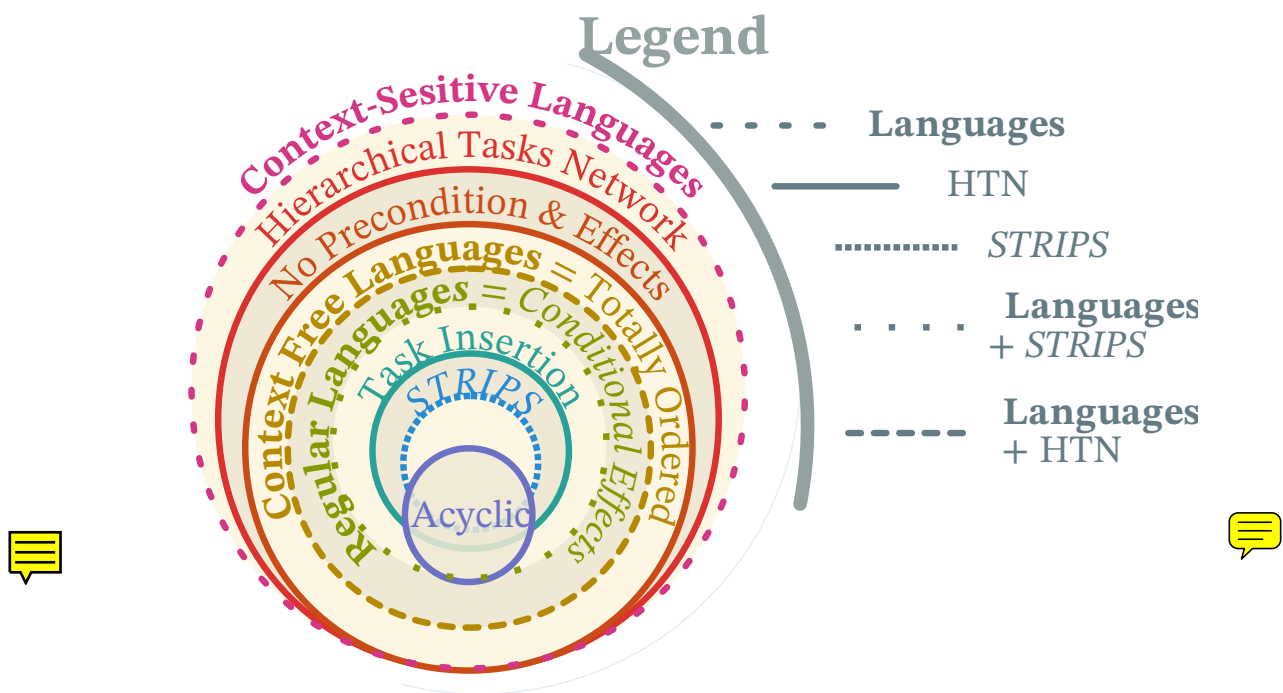 Legend
Context-Sesitive Languages
Hierarchical Tasks Network
No Precondition & Effects
Context Free Languages = Totally Ordered
Regular Languages = Conditional Effects
Task Insertion
STRIPS
Acyclic
Languages
HTN
STRIPS
Languages
+ STRIPS
Languages
+ HTN